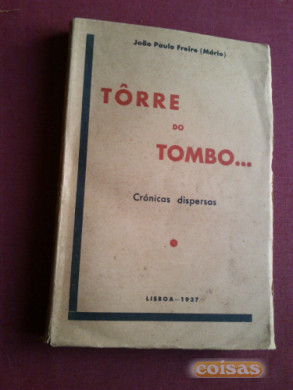 João Paulo Freire (Mário)
TÔRRE
DO
TOMBO...
Crónicas dispersas
LISBOA — 1937
coisas